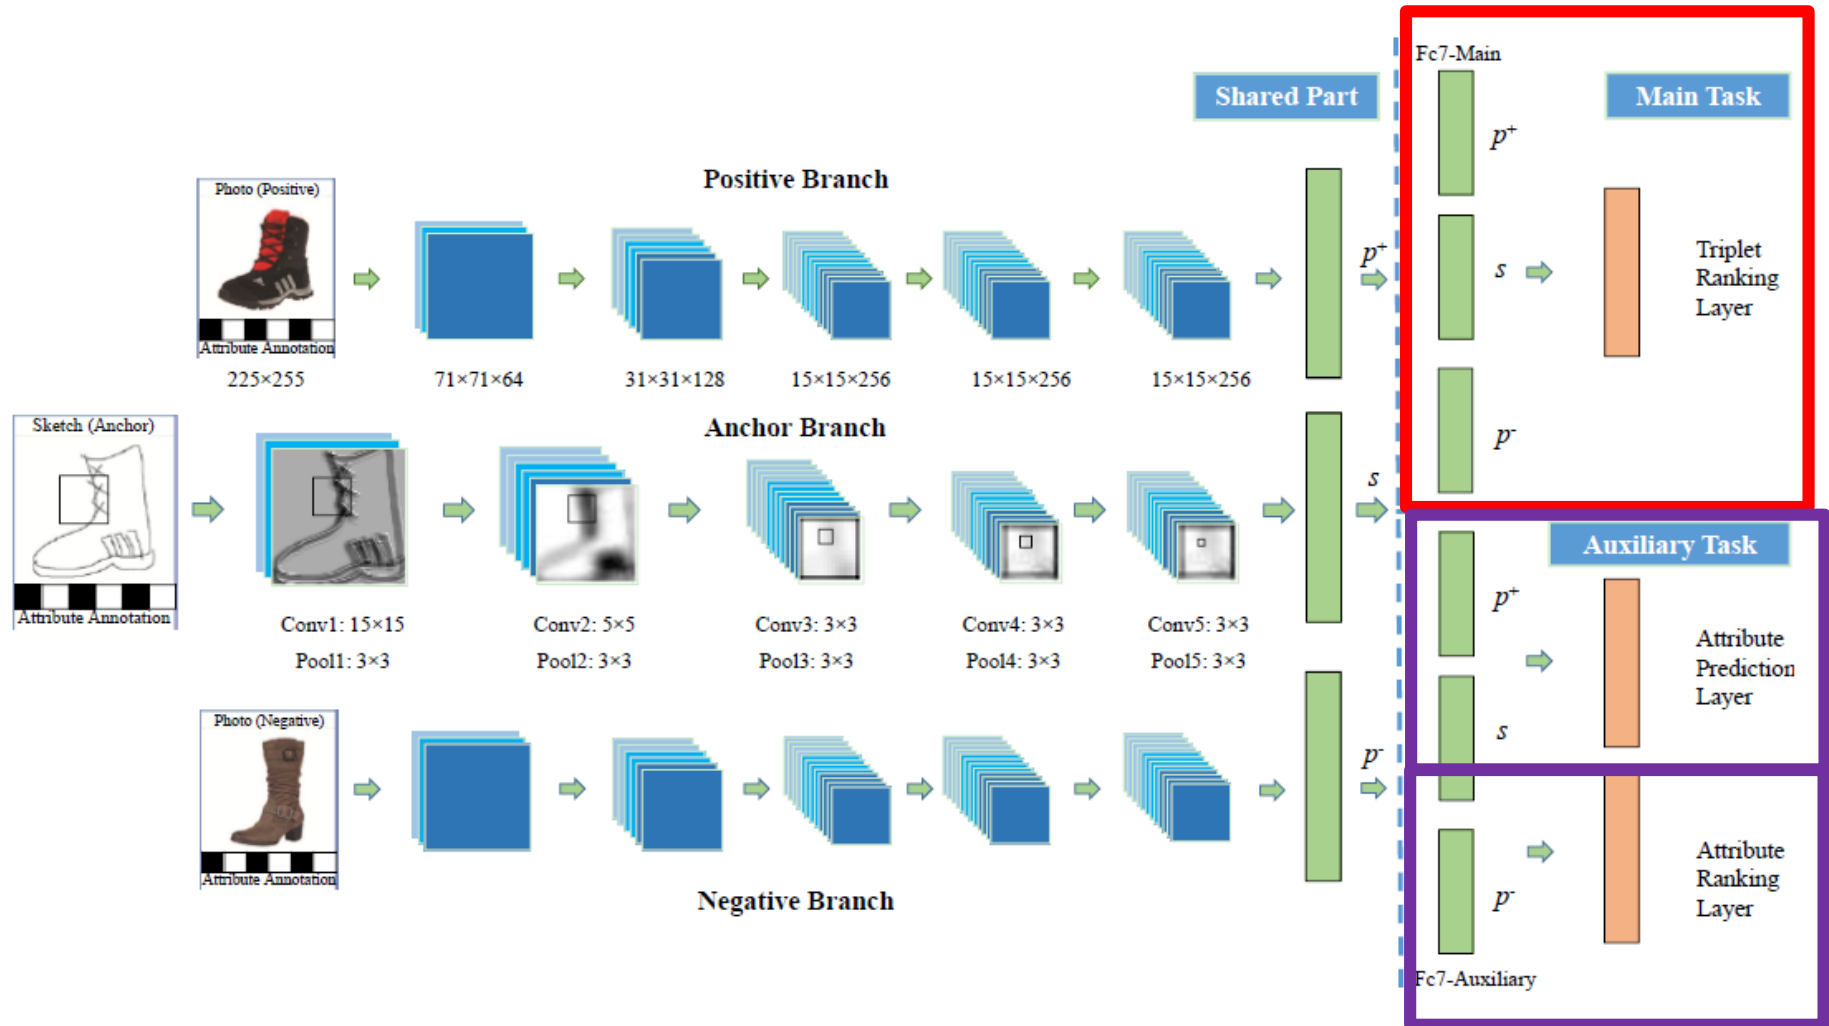 Fc7-Main
Shared Part
Main Task
p+
Positive Branch
Photo (Positive)
p+
s
Triplet
Ranking
Layer
Attribute Annotation
225×255
71×71×64
31×31×128
15×15×256
15×15×256
15×15×256
p-
Sketch (Anchor)
Anchor Branch
s
Auxiliary Task
p+
Attribute Annotation
Conv1: 15×15
Conv2: 5×5
Conv3: 3×3
Conv4: 3×3
Conv5: 3×3
Pool1: 3×3
Pool2: 3×3
Pool3: 3×3
Pool4: 3×3
Pool5: 3×3
Attribute
Prediction
Layer
Photo (Negative)
s
p-
Attribute Annotation
Negative Branch
Attribute
Ranking
Layer
p-
Fc7-Auxiliary